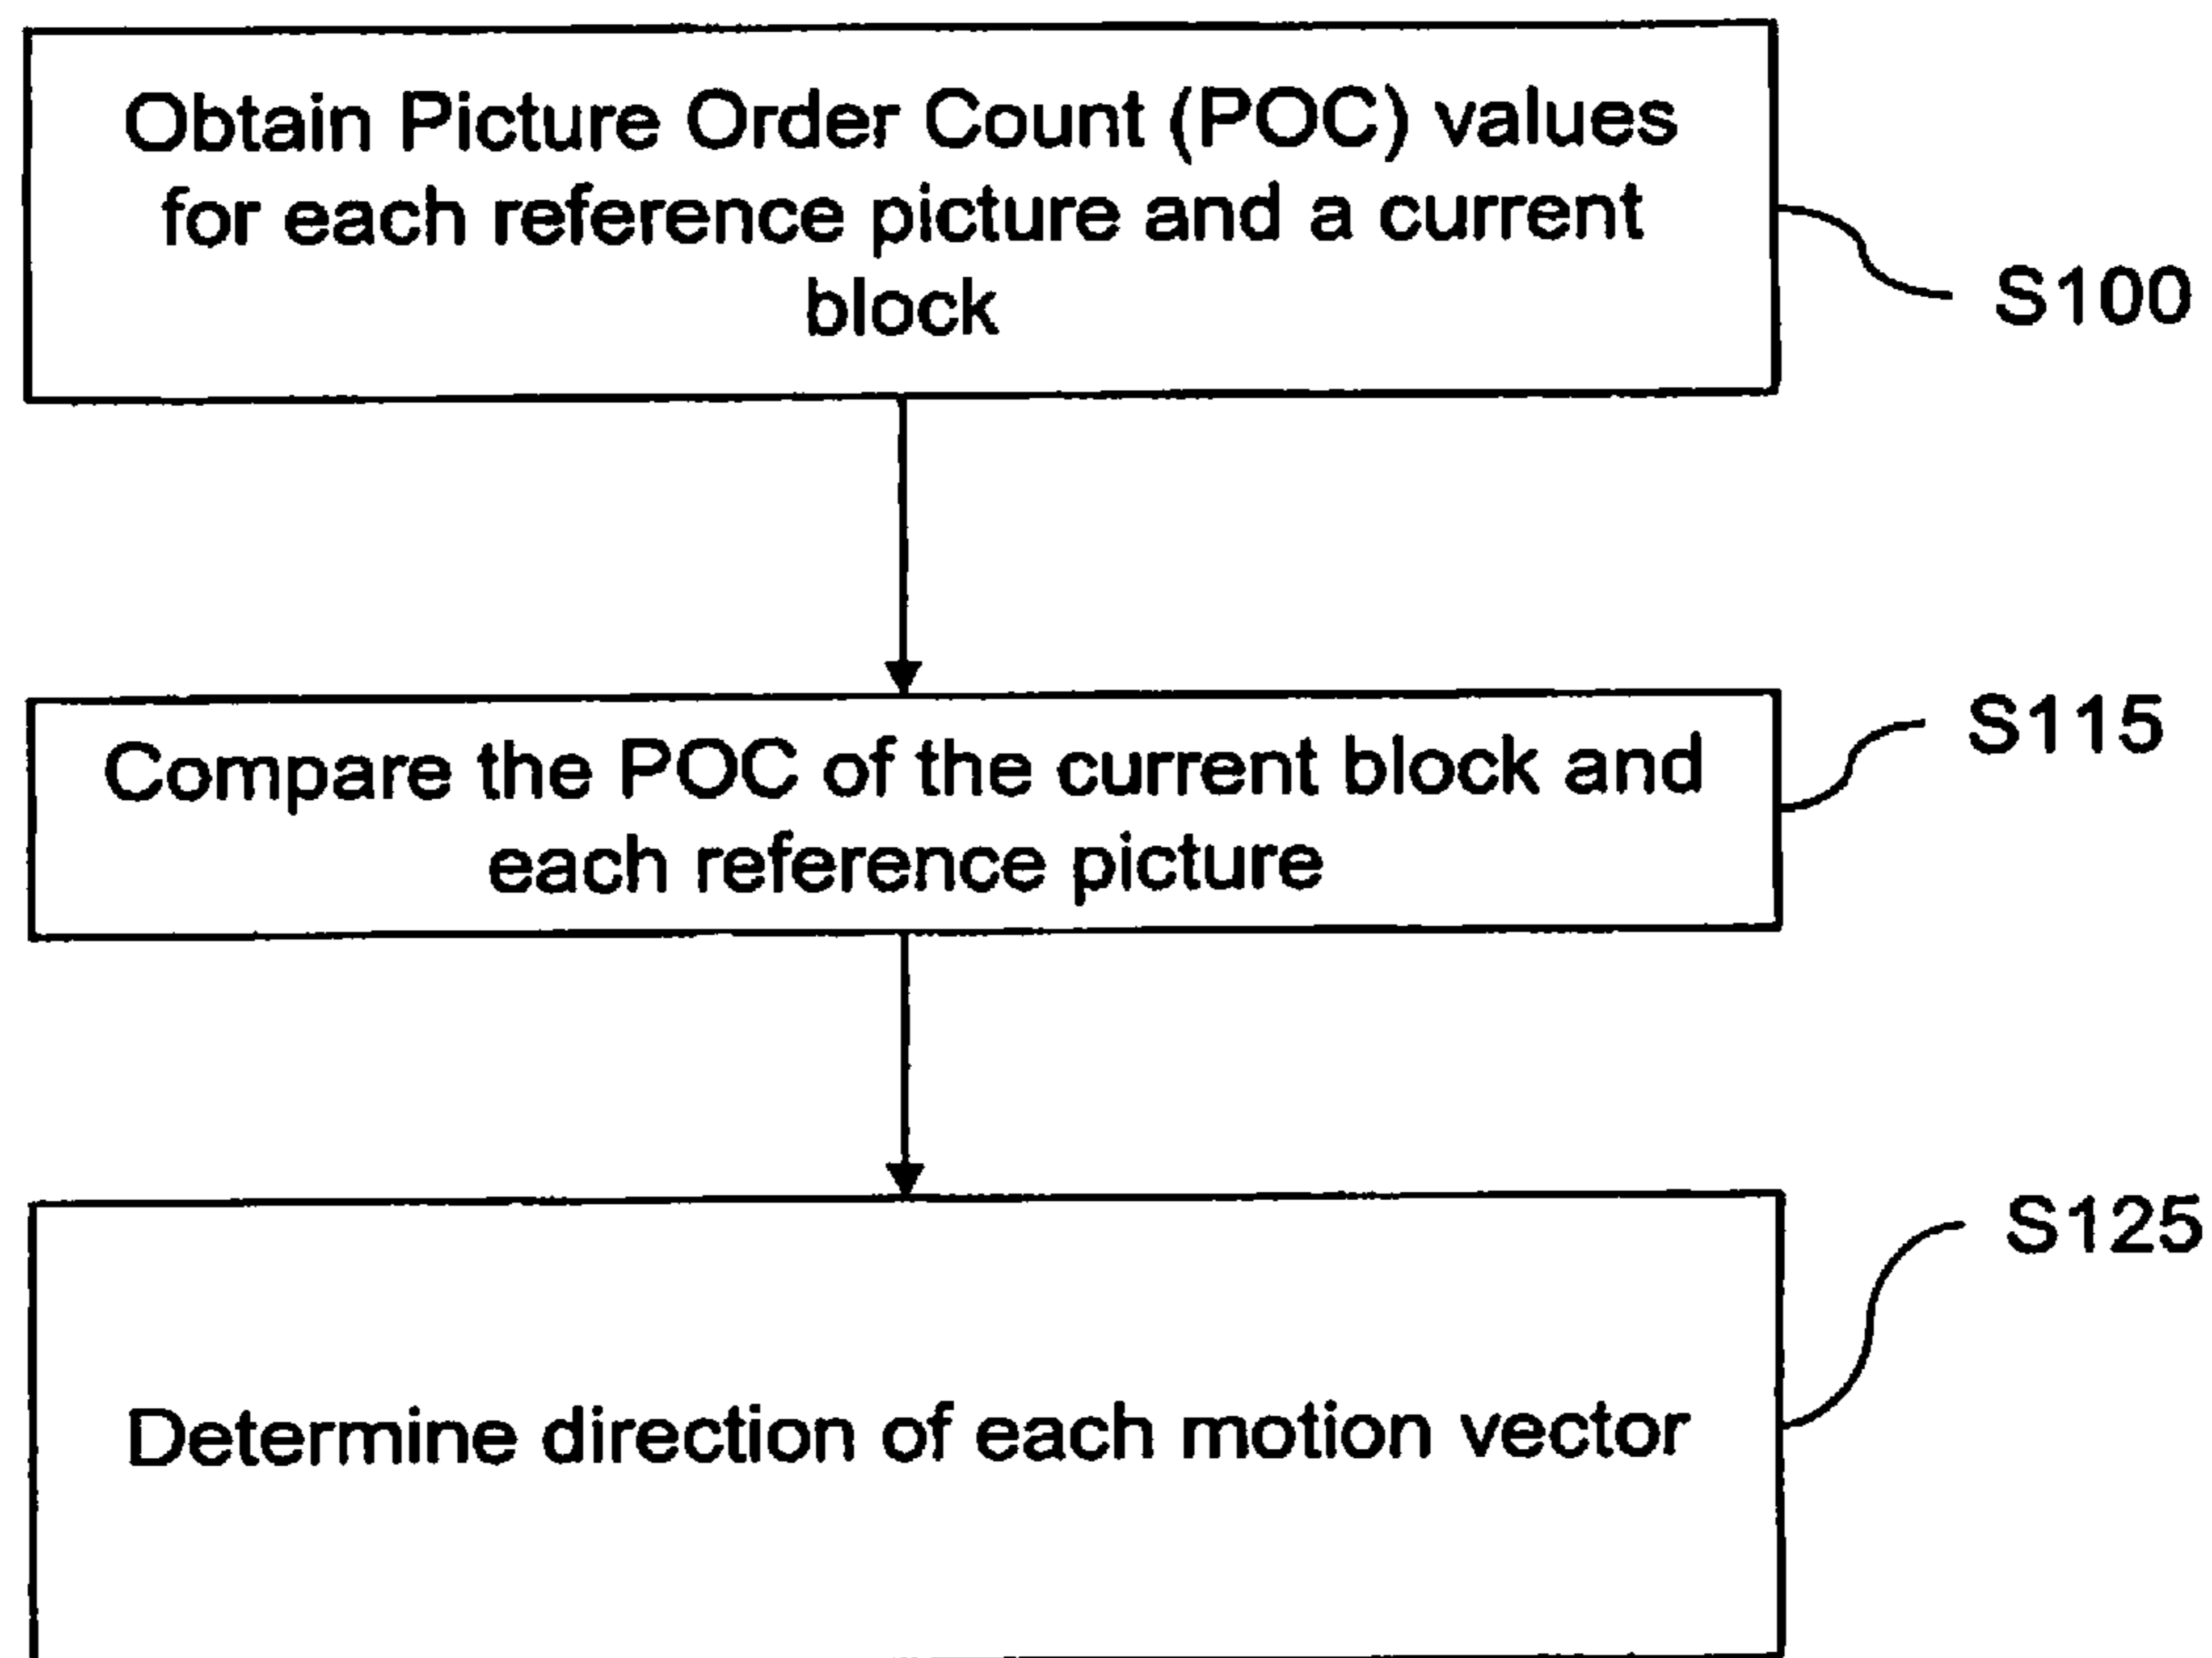 Obtain Picture Order Count (POC) values
for each reference picture and a current
block
S100
Compare the POC of the current block and
each reference picture
S115
Determine direction of each motion vector
S125